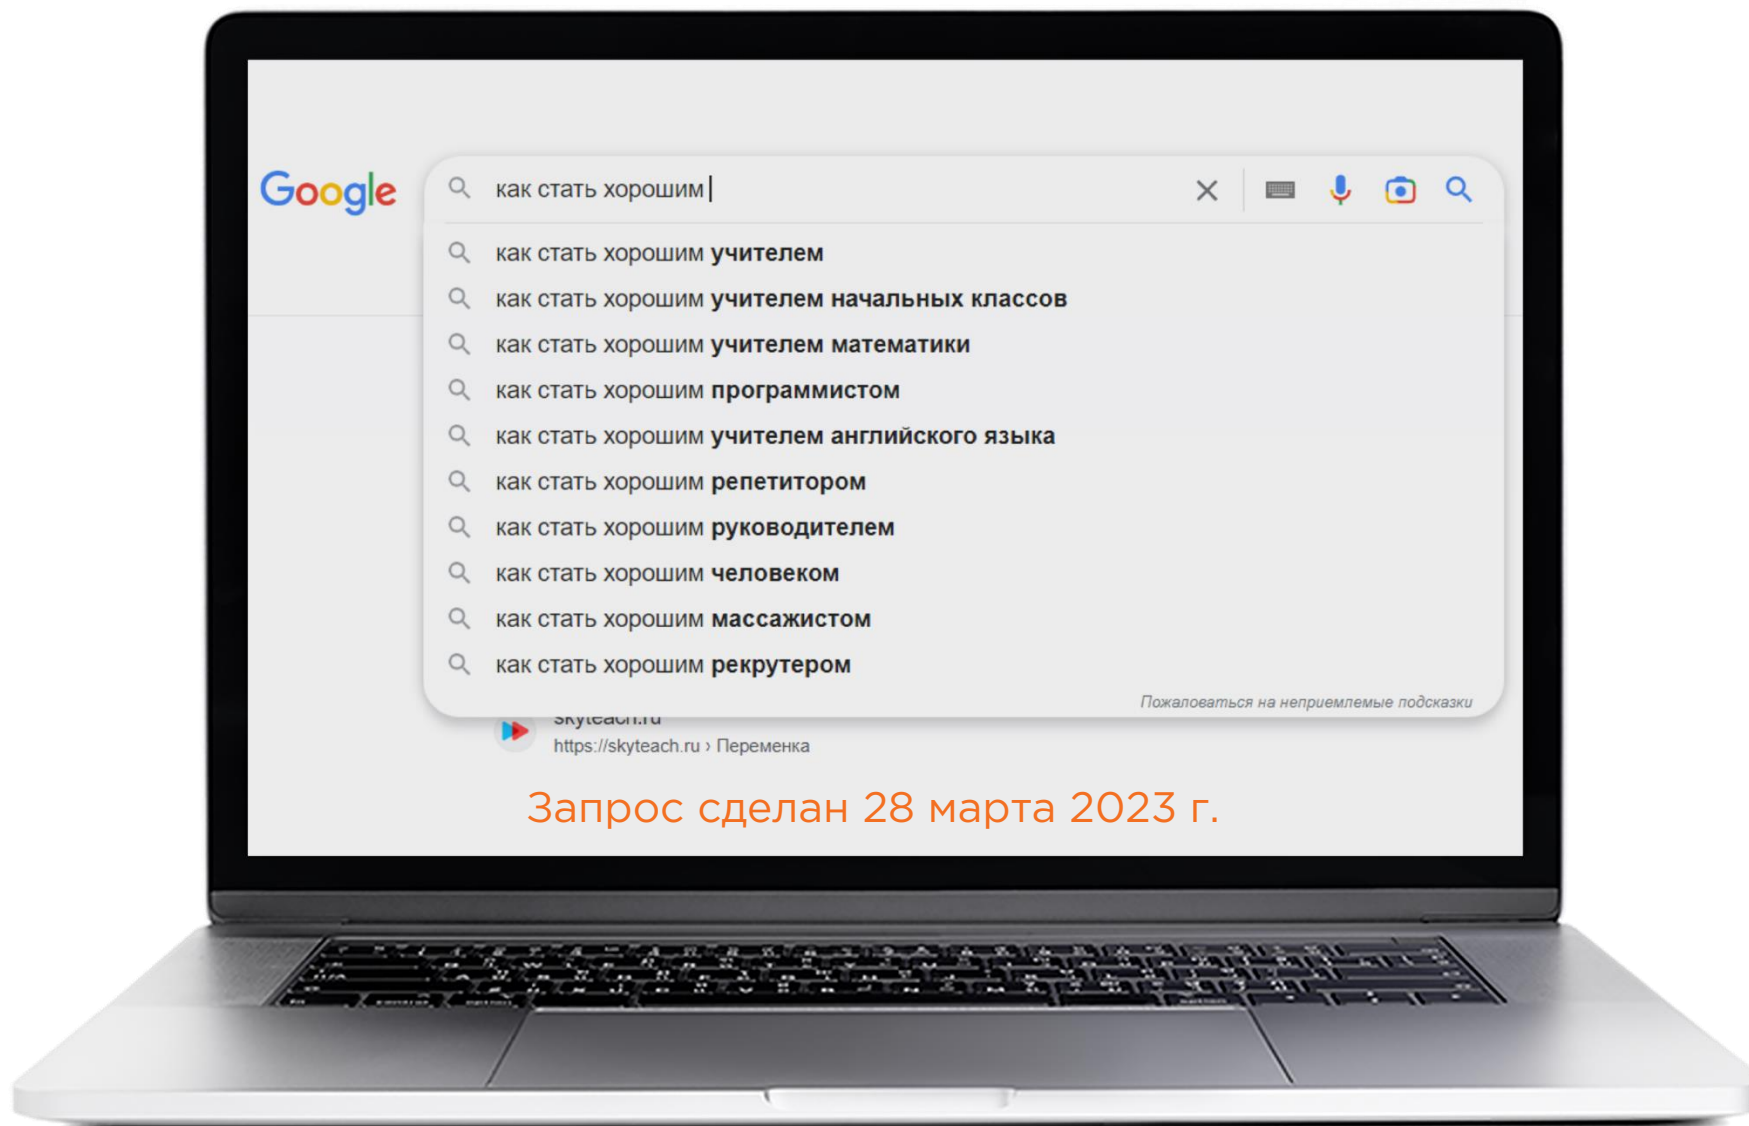 Google
как стать хорошим
как стать хорошим учителем
как стать хорошим учителем начальных классов
как стать хорошим учителем математики
как стать хорошим программистом
как стать хорошим учителем английского языка
как стать хорошим репетитором
как стать хорошим руководителем
как стать хорошим человеком
как стать хорошим массажистом
как стать хорошим рекрутером
Пожаловаться на неприемлемые подсказки
skyteach.ru
https://skyteach.ru › Переменка
Запрос сделан 28 марта 2023 г.